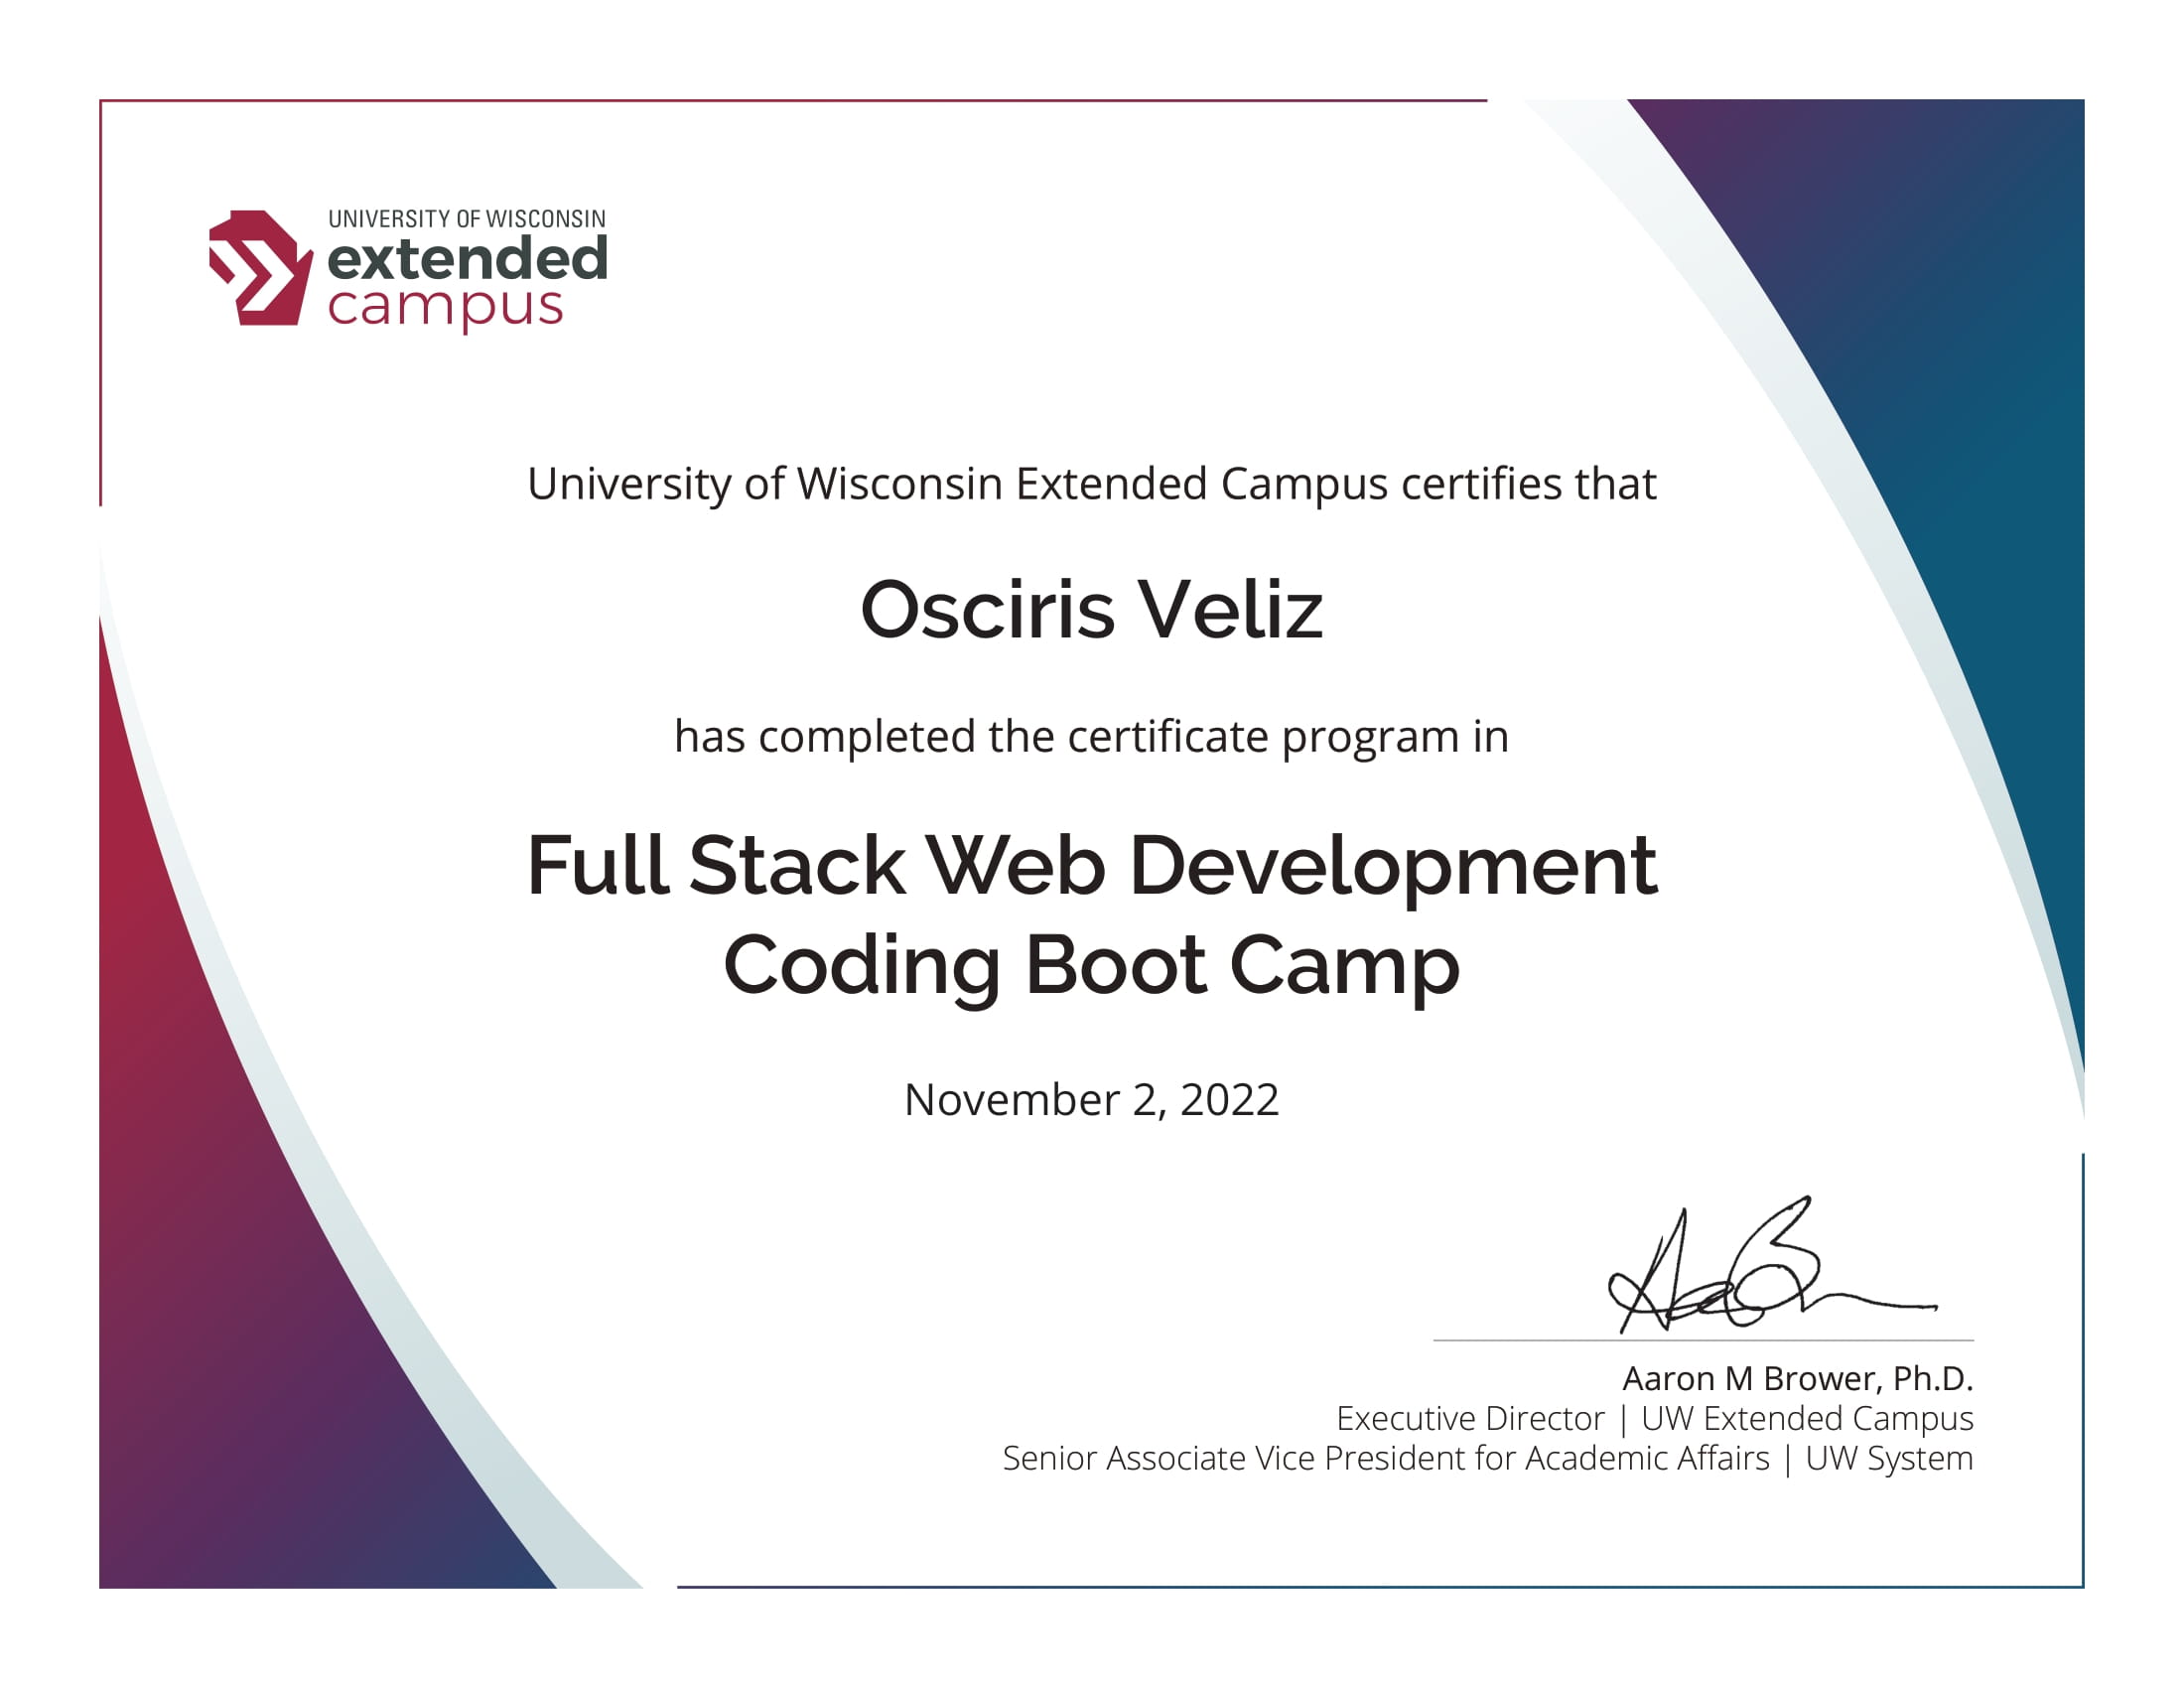 UNIVERSITY OF WISCONSIN
extended
campus
University of Wisconsin Extended Campus certifies that
Osciris Veliz
has completed the certificate program in
Full Stack Web Development
Coding Boot Camp
November 2, 2022
Aaron M Brower, Ph.D.
Executive Director | UW Extended Campus
Senior Associate Vice President for Academic Affairs | UW System